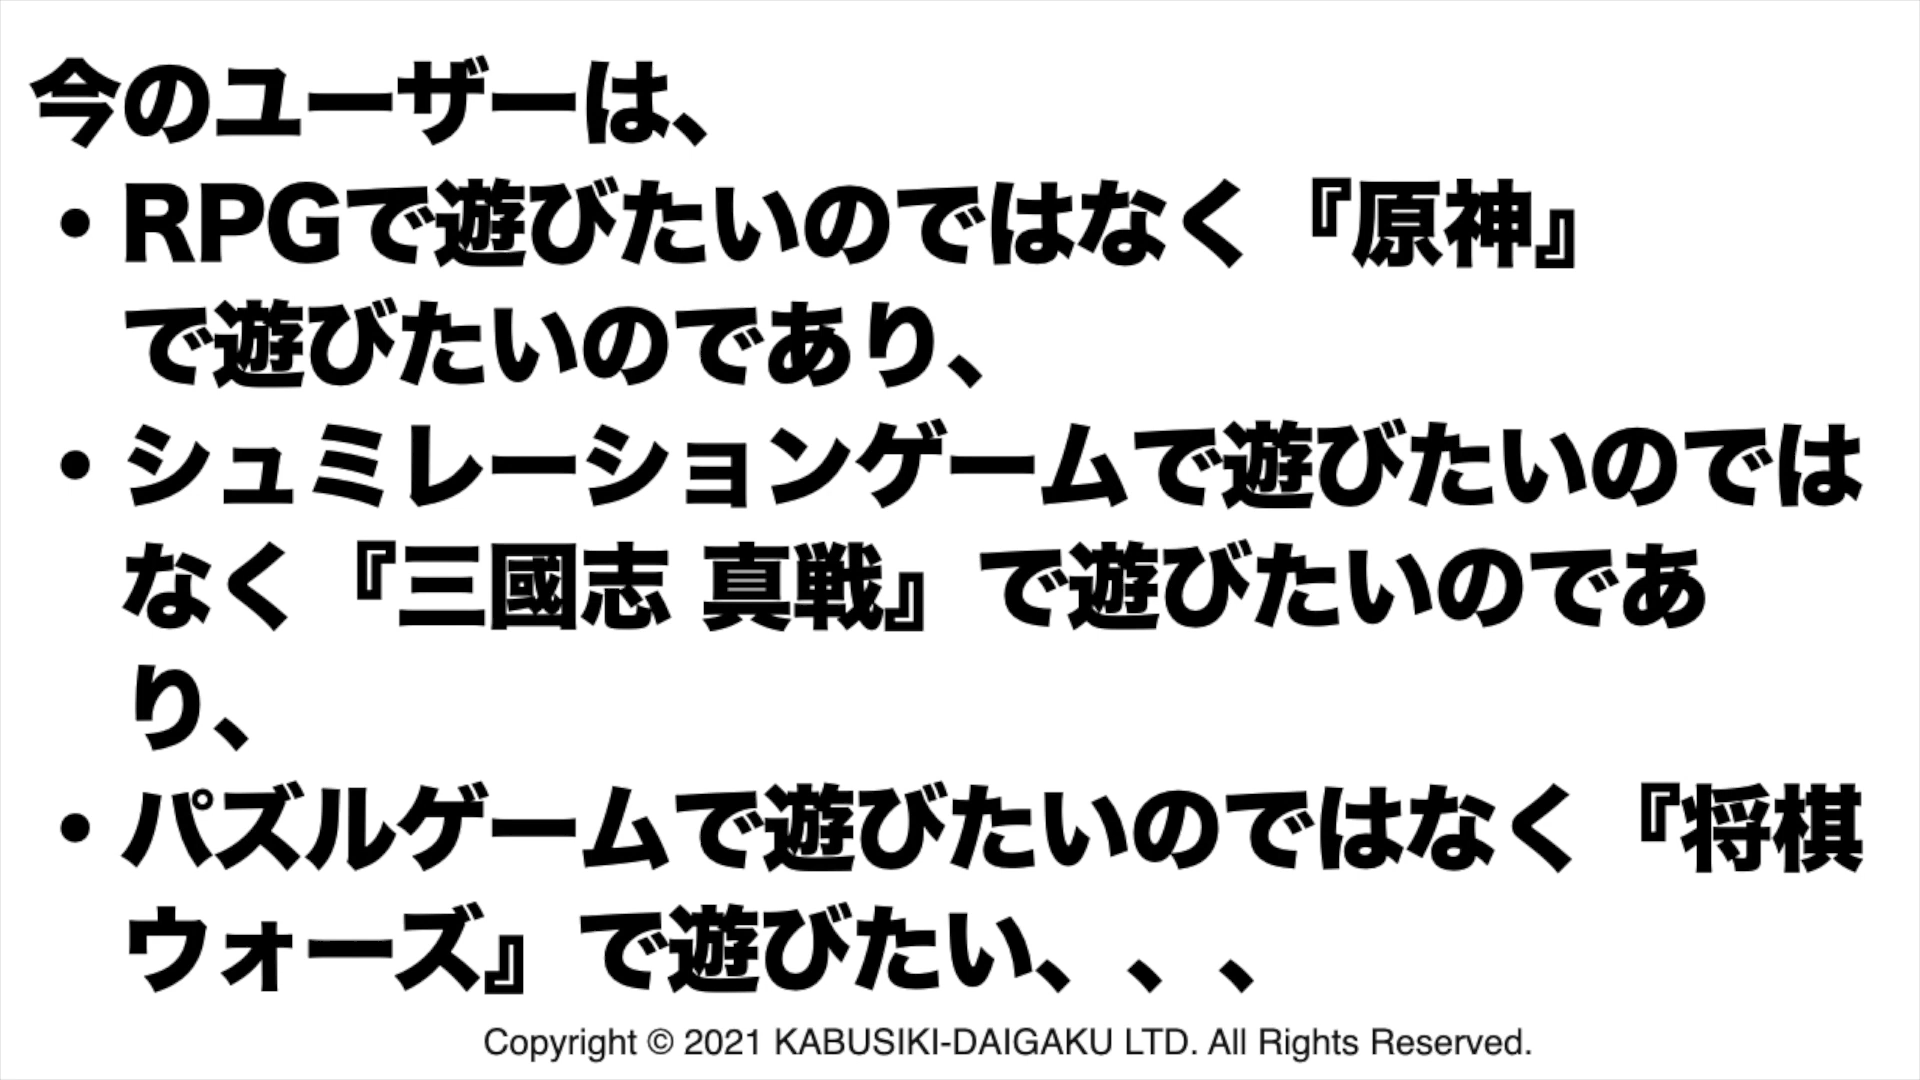 今のユーザーは、
・RPGで遊びたいのではなく『原神』
で遊びたいのであり、
・シュミレーションゲームで遊びたいのでは
なく『三國志 真戦』で遊びたいのであ
り、
・パズルゲームで遊びたいのではなく『将棋
ウォーズ』で遊びたい、、、
Copyright © 2021 KABUSIKI-DAIGAKU LTD. All Rights Reserved.